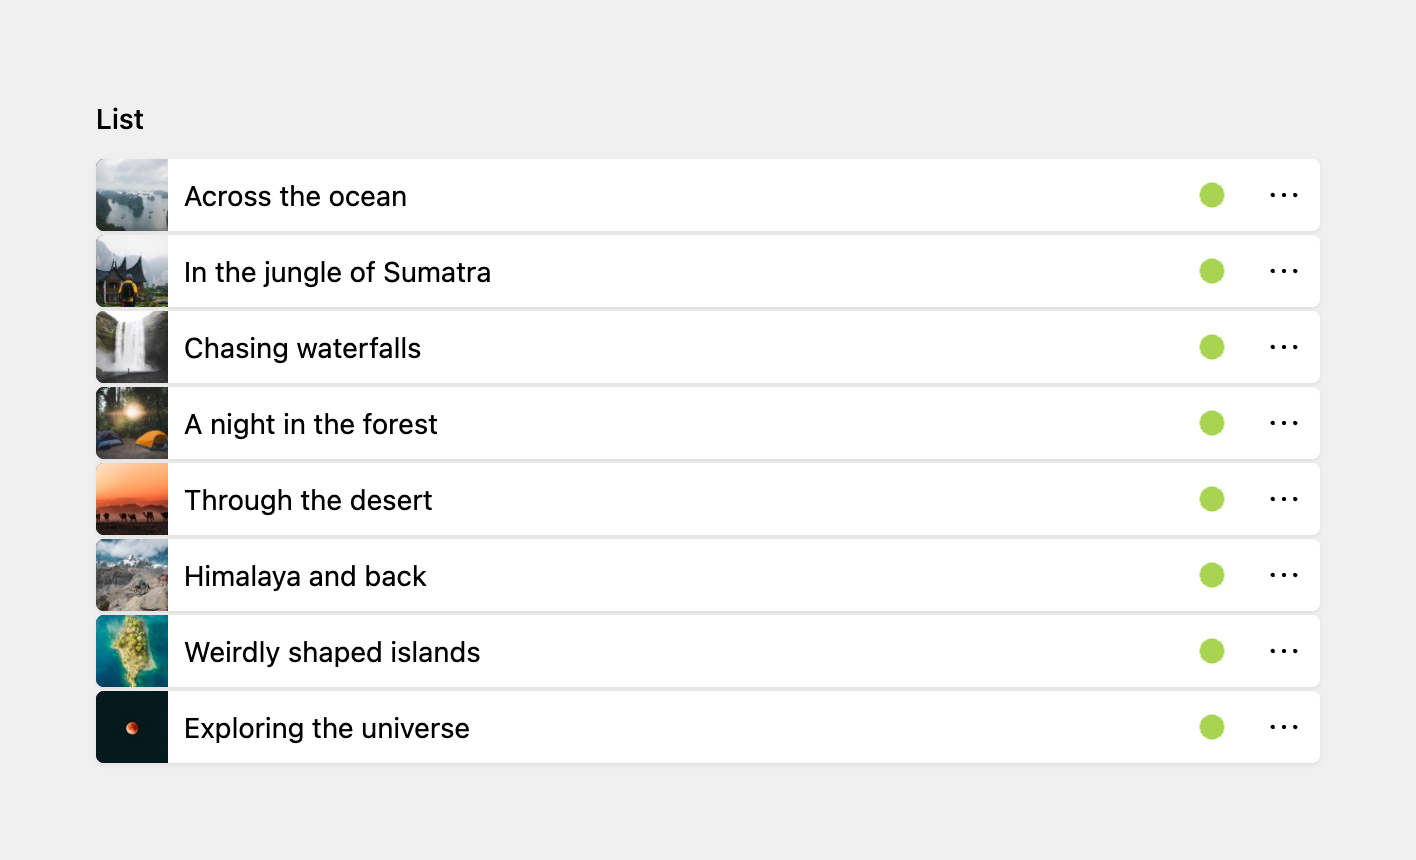 List
Across the ocean
In the jungle of Sumatra
Chasing waterfalls
A night in the forest
Through the desert
Himalaya and back
Weirdly shaped islands
Exploring the universe